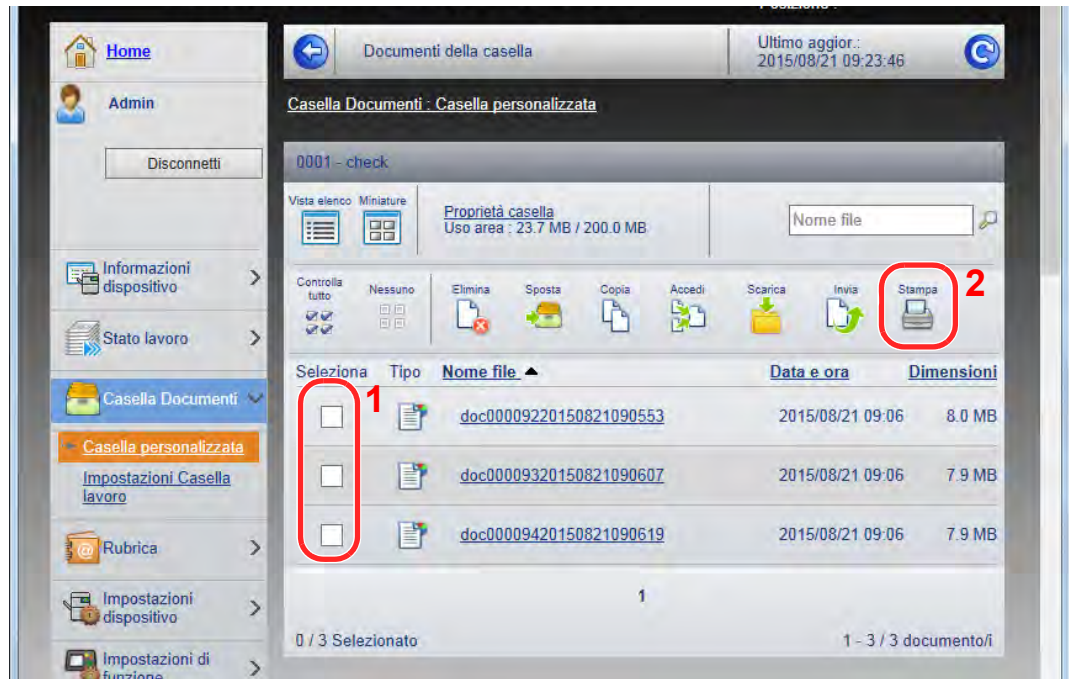 Home
Admin
Disconnetti
Informazioni
dispositivo
Stato lavoro
Casella Documenti
Casella personalizzata
Impostazioni Casella
lavoro
Rubrica
Impostazioni
dispositivo
Impostazioni di
funzione
Posizione :
Documenti della casella
Ultimo aggior.:
2015/08/21 09:23:46
Casella Documenti : Casella personalizzata
0001 - check
Vista elenco Miniature
Proprietà casella
Uso area : 23.7 MB / 200.0 MB
Nome file
Controlla
tutto
Nessuno Elimina Sposta Copia Accedi Scarica Invia Stampa 2
Seleziona Tipo Nome file Data e ora Dimensioni
1
doc00009220150821090553 2015/08/21 09:06 8.0 MB
doc00009320150821090607 2015/08/21 09:06 7.9 MB
doc00009420150821090619 2015/08/21 09:06 7.9 MB
1
0 / 3 Selezionato 1 - 3 / 3 documento/i